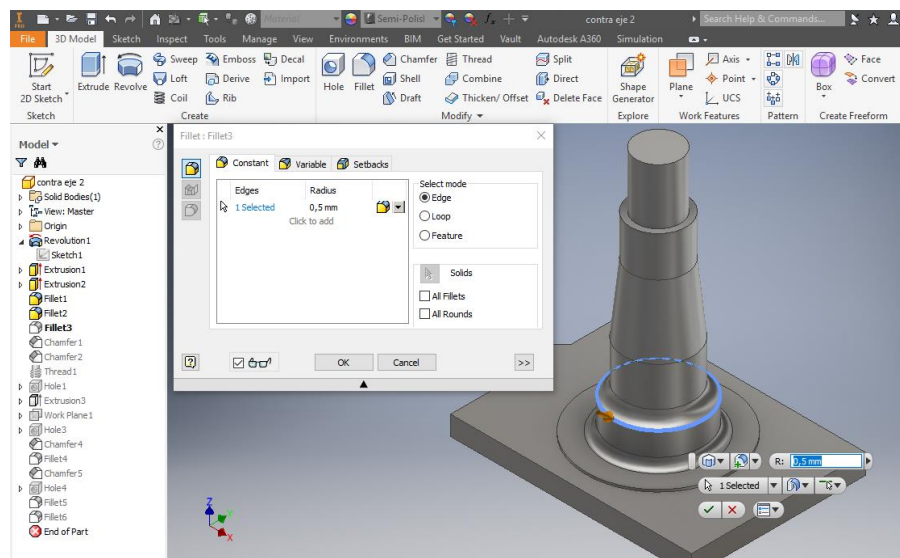 PRO
Material
Semi-Polisl
fx
contra eje 2
Search Help & Commands...
File 3D Model Sketch Inspect Tools Manage View Environments BIM Get Started Vault Autodesk A360 Simulation
Start
2D Sketch
Extrude Revolve
Sweep Emboss Decal
Loft Derive Import
Coil Rib
Hole Fillet
Chamfer Thread
Shell Combine
Draft Thicken/ Offset
Split
Direct
Delete Face
Shape
Generator
Plane
Axis
Point
UCS
Box
Face
Convert
Sketch Create Modify Explore Work Features Pattern Create Freeform
Model
contra eje 2
Solid Bodies(1)
View: Master
Origin
Revolution1
Sketch1
Extrusion1
Extrusion2
Fillet1
Fillet2
Fillet3
Chamfer1
Chamfer2
Thread1
Hole1
Extrusion3
Work Plane1
Hole3
Chamfer4
Fillet4
Chamfer5
Hole4
Fillet5
Fillet6
End of Part
Fillet : Fillet3
Constant Variable Setbacks
Edges Radius
1 Selected 0,5 mm
Click to add
Select mode
Edge
Loop
Feature
Solids
All Fillets
All Rounds
OK Cancel >>
R: 0,5 mm
1 Selected
Z
Y
X